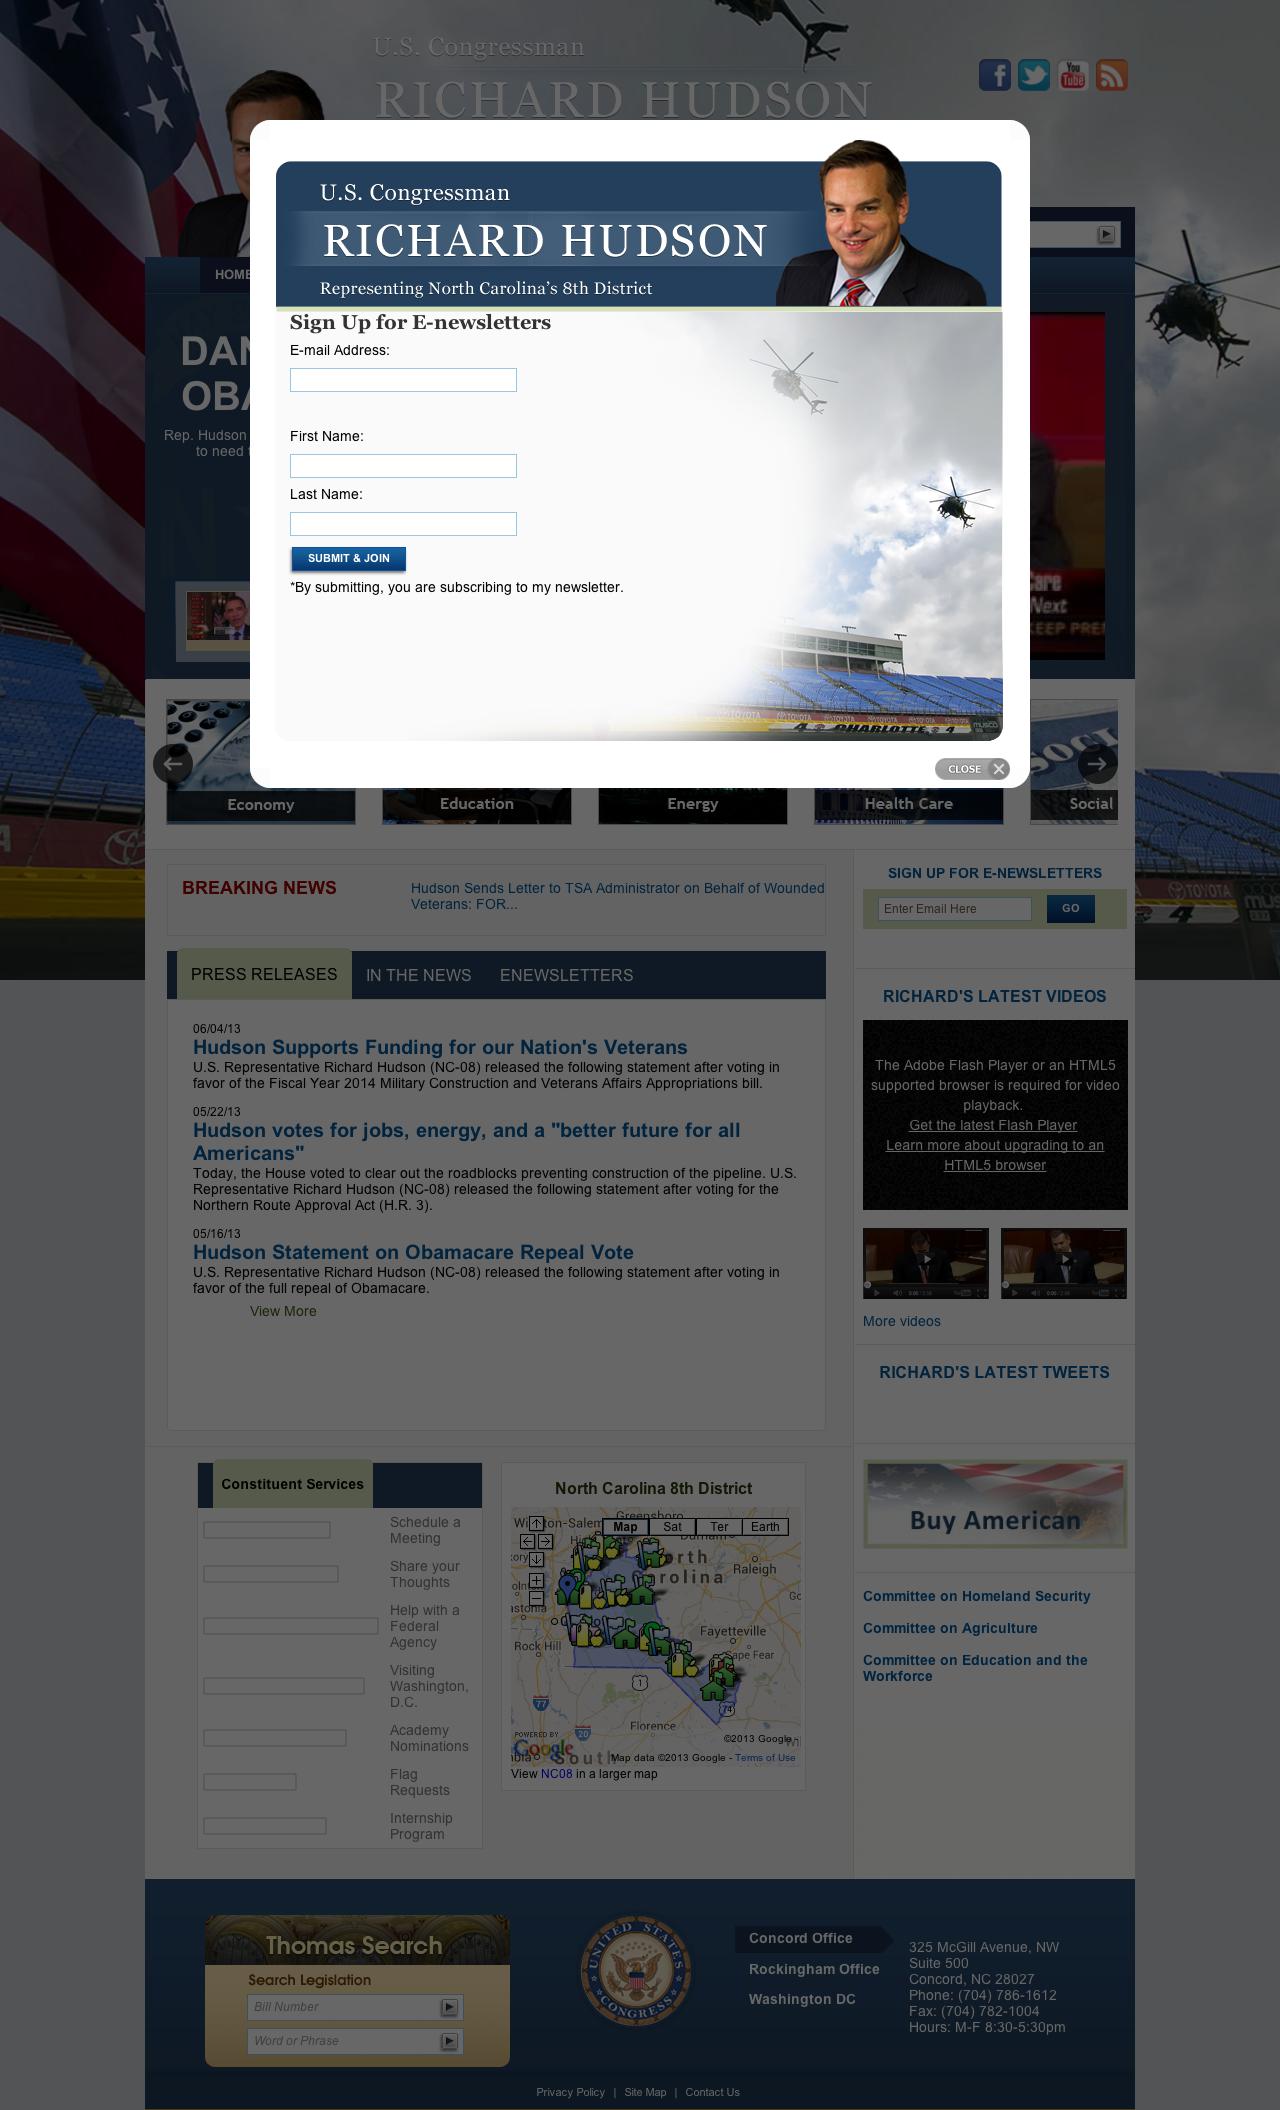 U.S. Congressman
RICHARD HUDSON
U.S. Congressman
RICHARD HUDSON
Representing North Carolina's 8th District
HOME
Sign Up for E-newsletters
E-mail Address:
First Name:
Last Name:
SUBMIT & JOIN
*By submitting, you are subscribing to my newsletter.
Rep. Hudson
to need
Next
KEEP
TOYOTA
CHARLOTTE
CLOSE
Economy
Education
Energy
Health Care
Social
BREAKING NEWS
Hudson Sends Letter to TSA Administrator on Behalf of Wounded
Veterans: FOR...
SIGN UP FOR E-NEWSLETTERS
Enter Email Here
GO
PRESS RELEASES
IN THE NEWS
ENEWSLETTERS
06/04/13
Hudson Supports Funding for our Nation's Veterans
U.S. Representative Richard Hudson (NC-08) released the following statement after voting in
favor of the Fiscal Year 2014 Military Construction and Veterans Affairs Appropriations bill.
05/22/13
Hudson votes for jobs, energy, and a "better future for all
Americans"
Today, the House voted to clear out the roadblocks preventing construction of the pipeline. U.S.
Representative Richard Hudson (NC-08) released the following statement after voting for the
Northern Route Approval Act (H.R. 3).
05/16/13
Hudson Statement on Obamacare Repeal Vote
U.S. Representative Richard Hudson (NC-08) released the following statement after voting in
favor of the full repeal of Obamacare.
View More
RICHARD'S LATEST VIDEOS
The Adobe Flash Player or an HTML5
supported browser is required for video
playback.
Get the latest Flash Player
Learn more about upgrading to an
HTML5 browser
More videos
RICHARD'S LATEST TWEETS
Buy American
Committee on Homeland Security
Committee on Agriculture
Committee on Education and the
Workforce
Constituent Services
Schedule a
Meeting
Share your
Thoughts
Help with a
Federal
Agency
Visiting
Washington,
D.C.
Academy
Nominations
Flag
Requests
Internship
Program
North Carolina 8th District
Greensboro
Map
Sat
Ter
Earth
Raleigh
Fayetteville
Rock Hill
Cape Fear
1
74
77
20
Florence
POWERED BY
Google
©2013 Google
Map data ©2013 Google - Terms of Use
View NC08 in a larger map
Thomas Search
Search Legislation
Bill Number
Word or Phrase
UNITED STATES
CONGRESS
Concord Office
Rockingham Office
Washington DC
325 McGill Avenue, NW
Suite 500
Concord, NC 28027
Phone: (704) 786-1612
Fax: (704) 782-1004
Hours: M-F 8:30-5:30pm
Privacy Policy | Site Map | Contact Us